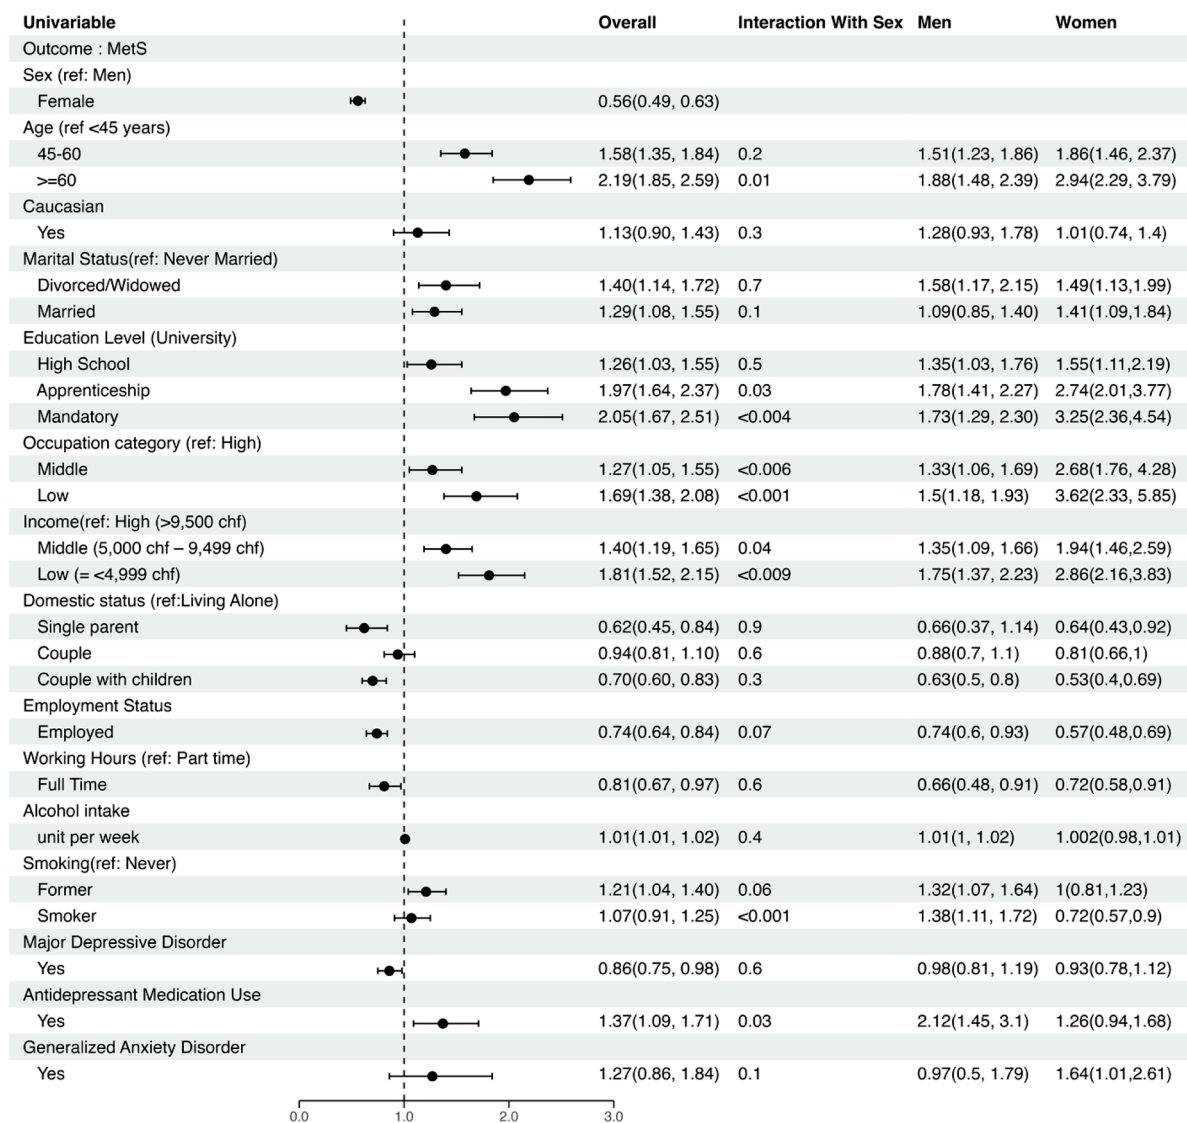 Univariable Overall Interaction With Sex Men Women
Outcome : MetS
Sex (ref: Men)
Female 0.56(0.49, 0.63)
Age (ref <45 years)
45-60 1.58(1.35, 1.84) 0.2 1.51(1.23, 1.86) 1.86(1.46, 2.37)
>=60 2.19(1.85, 2.59) 0.01 1.88(1.48, 2.39) 2.94(2.29, 3.79)
Caucasian
Yes 1.13(0.90, 1.43) 0.3 1.28(0.93, 1.78) 1.01(0.74, 1.4)
Marital Status(ref: Never Married)
Divorced/Widowed 1.40(1.14, 1.72) 0.7 1.58(1.17, 2.15) 1.49(1.13,1.99)
Married 1.29(1.08, 1.55) 0.1 1.09(0.85, 1.40) 1.41(1.09,1.84)
Education Level (University)
High School 1.26(1.03, 1.55) 0.5 1.35(1.03, 1.76) 1.55(1.11,2.19)
Apprenticeship 1.97(1.64, 2.37) 0.03 1.78(1.41, 2.27) 2.74(2.01,3.77)
Mandatory 2.05(1.67, 2.51) <0.004 1.73(1.29, 2.30) 3.25(2.36,4.54)
Occupation category (ref: High)
Middle 1.27(1.05, 1.55) <0.006 1.33(1.06, 1.69) 2.68(1.76, 4.28)
Low 1.69(1.38, 2.08) <0.001 1.5(1.18, 1.93) 3.62(2.33, 5.85)
Income(ref: High (>9,500 chf)
Middle (5,000 chf – 9,499 chf) 1.40(1.19, 1.65) 0.04 1.35(1.09, 1.66) 1.94(1.46,2.59)
Low (= <4,999 chf) 1.81(1.52, 2.15) <0.009 1.75(1.37, 2.23) 2.86(2.16,3.83)
Domestic status (ref:Living Alone)
Single parent 0.62(0.45, 0.84) 0.9 0.66(0.37, 1.14) 0.64(0.43,0.92)
Couple 0.94(0.81, 1.10) 0.6 0.88(0.7, 1.1) 0.81(0.66,1)
Couple with children 0.70(0.60, 0.83) 0.3 0.63(0.5, 0.8) 0.53(0.4,0.69)
Employment Status
Employed 0.74(0.64, 0.84) 0.07 0.74(0.6, 0.93) 0.57(0.48,0.69)
Working Hours (ref: Part time)
Full Time 0.81(0.67, 0.97) 0.6 0.66(0.48, 0.91) 0.72(0.58,0.91)
Alcohol intake
unit per week 1.01(1.01, 1.02) 0.4 1.01(1, 1.02) 1.002(0.98,1.01)
Smoking(ref: Never)
Former 1.21(1.04, 1.40) 0.06 1.32(1.07, 1.64) 1(0.81,1.23)
Smoker 1.07(0.91, 1.25) <0.001 1.38(1.11, 1.72) 0.72(0.57,0.9)
Major Depressive Disorder
Yes 0.86(0.75, 0.98) 0.6 0.98(0.81, 1.19) 0.93(0.78,1.12)
Antidepressant Medication Use
Yes 1.37(1.09, 1.71) 0.03 2.12(1.45, 3.1) 1.26(0.94,1.68)
Generalized Anxiety Disorder
Yes 1.27(0.86, 1.84) 0.1 0.97(0.5, 1.79) 1.64(1.01,2.61)
0.0 1.0 2.0 3.0